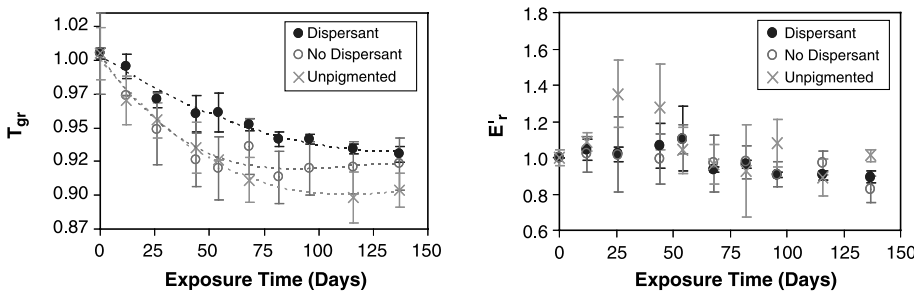 1.02
1.00
0.97
0.95
0.92
0.90
0.87
T_gr
0 25 50 75 100 125 150
Exposure Time (Days)
Dispersant
No Dispersant
Unpigmented
1.8
1.6
1.4
1.2
1.0
0.8
0.6
E'_r
0 25 50 75 100 125 150
Exposure Time (Days)
Dispersant
No Dispersant
Unpigmented